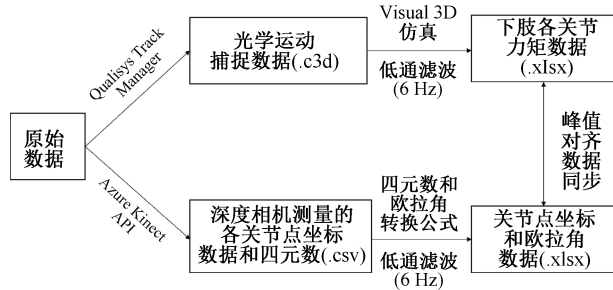 原始
数据
Qualisys Track
Manager
光学运动
捕捉数据(.c3d)
Visual 3D
仿真
低通滤波
(6 Hz)
下肢各关节
力矩数据
(.xlsx)
峰值
对齐
数据
同步
Azure Kinect
API
深度相机测量的
各关节点坐标
数据和四元数(.csv)
四元数和
欧拉角
转换公式
低通滤波
(6 Hz)
关节点坐标
和欧拉角
数据(.xlsx)